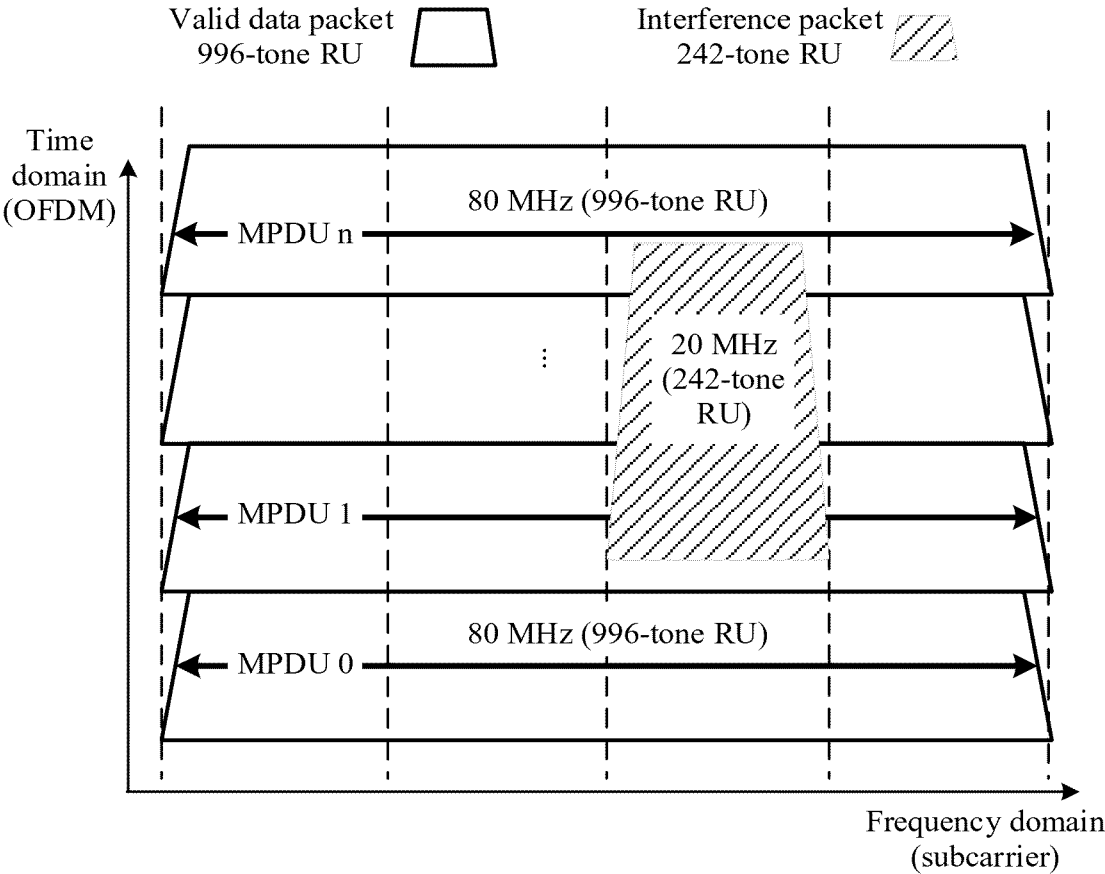 Valid data packet
996-tone RU
Interference packet
242-tone RU
Time
domain
(OFDM)
80 MHz (996-tone RU)
MPDU n
20 MHz
(242-tone
RU)
...
MPDU 1
80 MHz (996-tone RU)
MPDU 0
Frequency domain
(subcarrier)